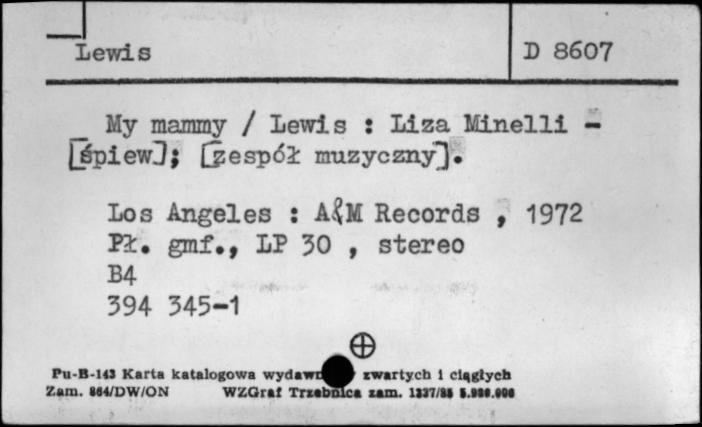 Lewis D 8607
My mammy / Lewis : Liza Minelli -
[śpiew]; [zespół muzyczny].
Los Angeles : A&M Records , 1972
Pł. gmf., LP 30 , stereo
B4
394 345-1
Pu-B-143 Karta katalogowa zwartych i ciągłych
Zam. 864/DW/ON WZGraf Trzebnica zam.